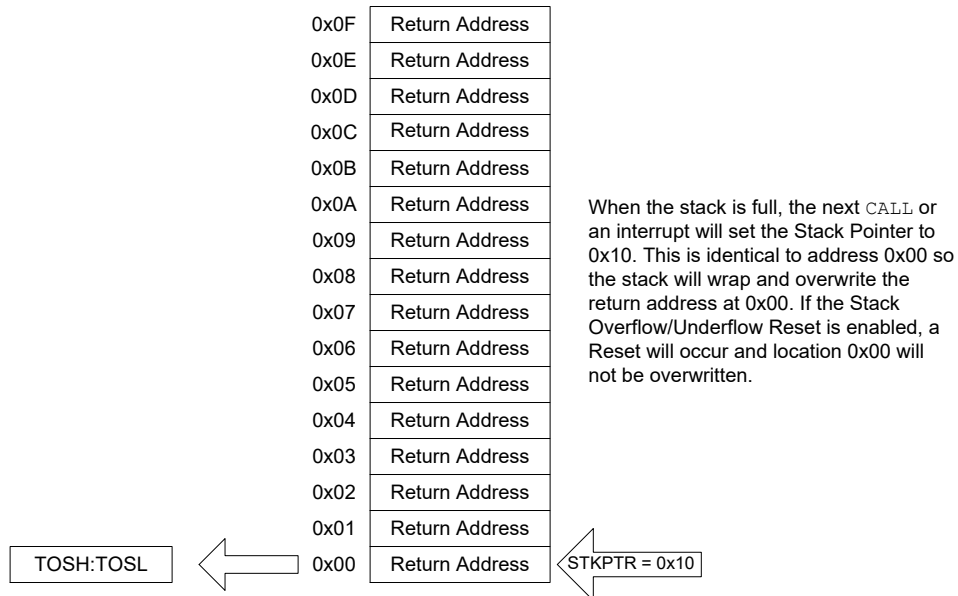 0x0F Return Address
0x0E Return Address
0x0D Return Address
0x0C Return Address
0x0B Return Address
0x0A Return Address
0x09 Return Address
0x08 Return Address
0x07 Return Address
0x06 Return Address
0x05 Return Address
0x04 Return Address
0x03 Return Address
0x02 Return Address
0x01 Return Address
TOSH:TOSL 0x00 Return Address STKPTR = 0x10
When the stack is full, the next CALL or
an interrupt will set the Stack Pointer to
0x10. This is identical to address 0x00 so
the stack will wrap and overwrite the
return address at 0x00. If the Stack
Overflow/Underflow Reset is enabled, a
Reset will occur and location 0x00 will
not be overwritten.